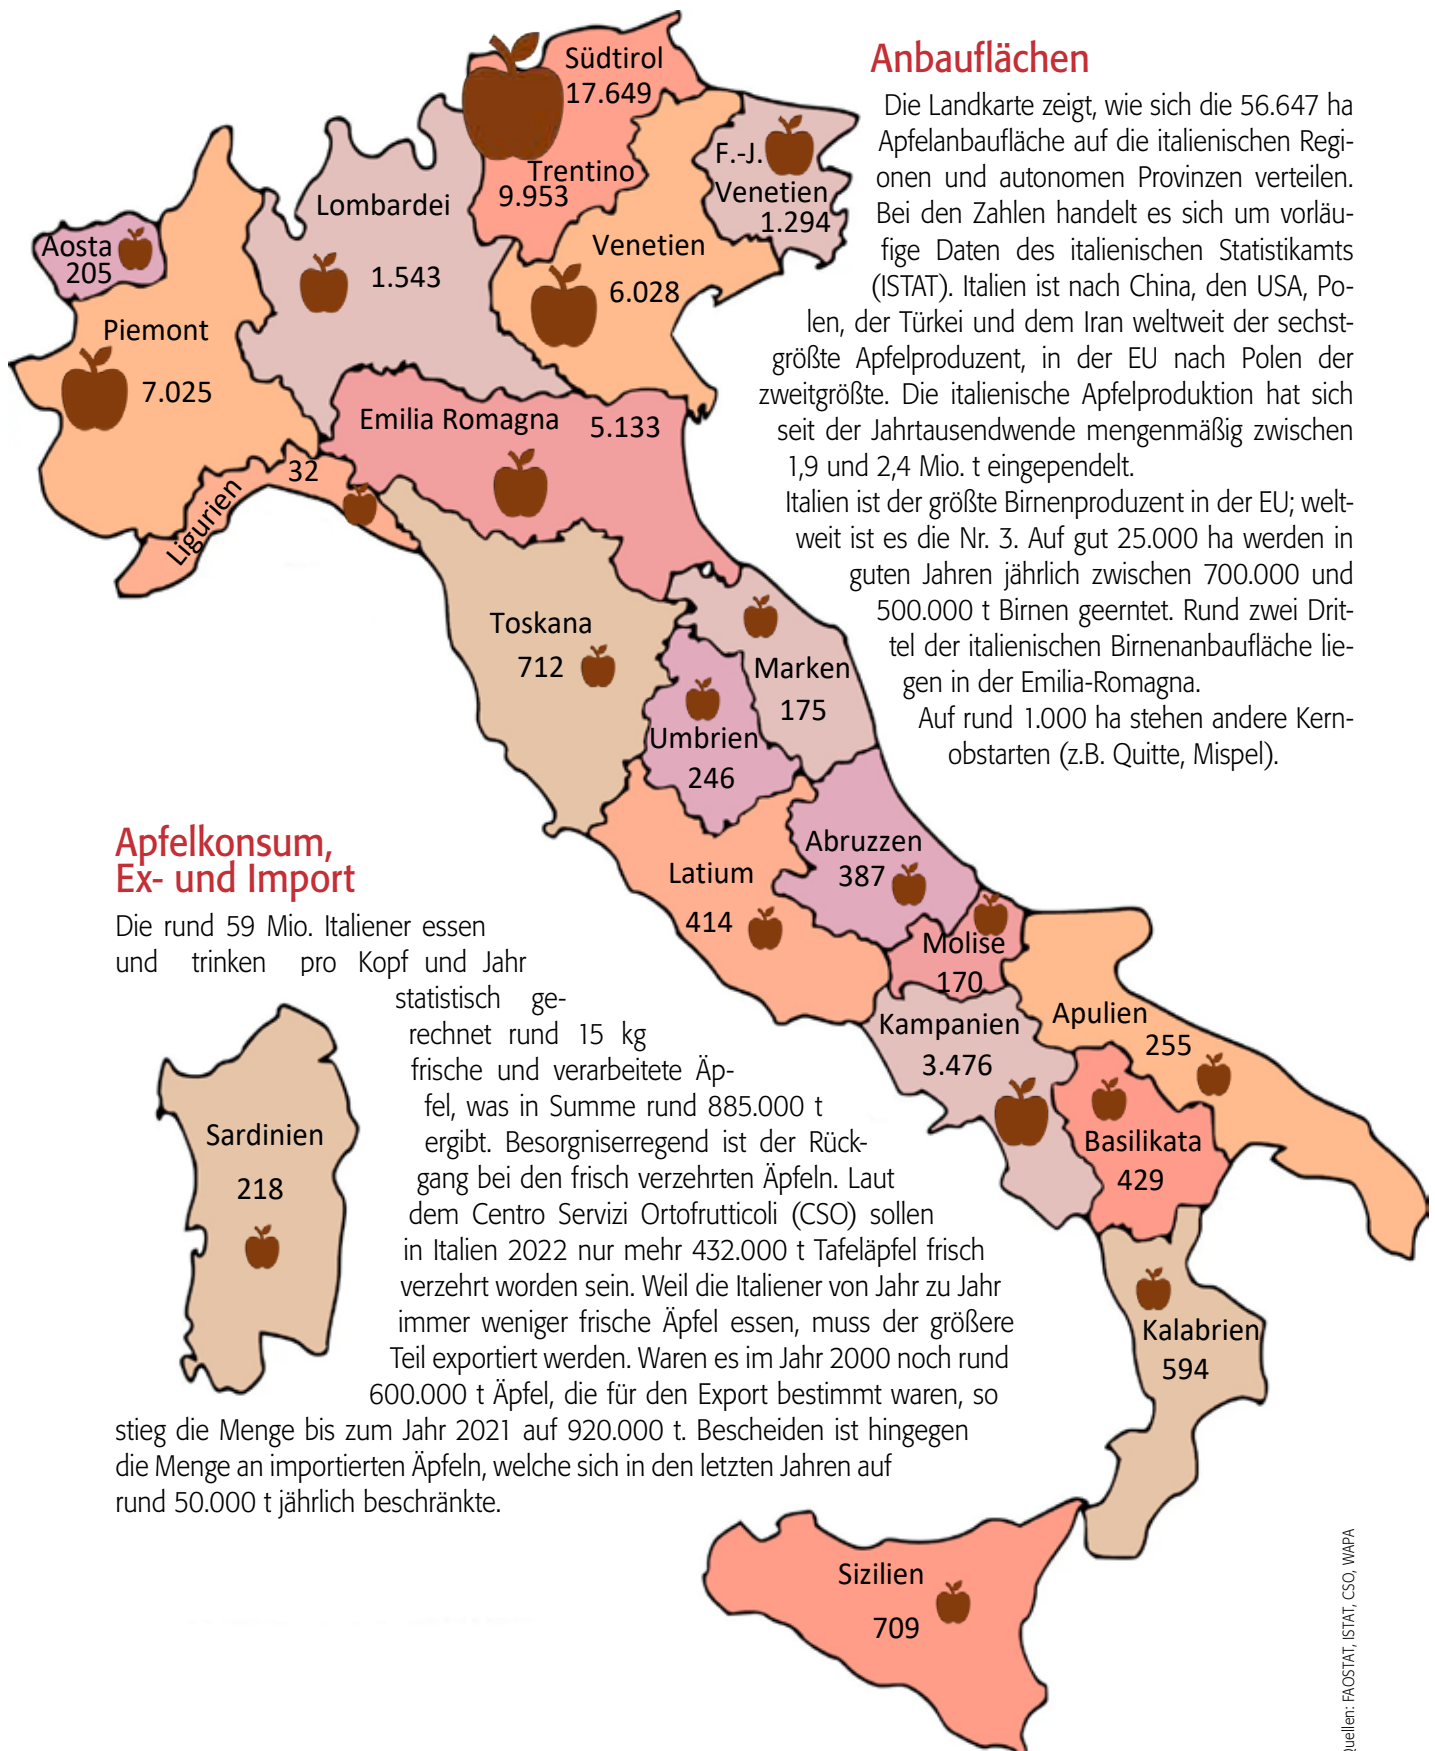 Südtirol
17.649
Trentino
9.953
F.-J.
Venetien
1.294
Lombardei
1.543
Venetien
6.028
Aosta
205
Piemont
7.025
Emilia Romagna 5.133
32
Ligurien
Toskana
712
Marken
175
Umbrien
246
Abruzzen
387
Latium
414
Molise
170
Kampanien
3.476
Apulien
255
Basilikata
429
Kalabrien
594
Sardinien
218
Sizilien
709
Anbauflächen
Die Landkarte zeigt, wie sich die 56.647 ha
Apfelanbaufläche auf die italienischen Regi-
onen und autonomen Provinzen verteilen.
Bei den Zahlen handelt es sich um vorläu-
fige Daten des italienischen Statistikamts
(ISTAT). Italien ist nach China, den USA, Po-
len, der Türkei und dem Iran weltweit der sechst-
größte Apfelproduzent, in der EU nach Polen der
zweitgrößte. Die italienische Apfelproduktion hat sich
seit der Jahrtausendwende mengenmäßig zwischen
1,9 und 2,4 Mio. t eingependelt.
Italien ist der größte Birnenproduzent in der EU; welt-
weit ist es die Nr. 3. Auf gut 25.000 ha werden in
guten Jahren jährlich zwischen 700.000 und
500.000 t Birnen geerntet. Rund zwei Drit-
tel der italienischen Birnenanbaufläche lie-
gen in der Emilia-Romagna.
Auf rund 1.000 ha stehen andere Kern-
obstarten (z.B. Quitte, Mispel).
Apfelkonsum,
Ex- und Import
Die rund 59 Mio. Italiener essen
und trinken pro Kopf und Jahr
statistisch ge-
rechnet rund 15 kg
frische und verarbeitete Äp-
fel, was in Summe rund 885.000 t
ergibt. Besorgniserregend ist der Rück-
gang bei den frisch verzehrten Äpfeln. Laut
dem Centro Servizi Ortofrutticoli (CSO) sollen
in Italien 2022 nur mehr 432.000 t Tafeläpfel frisch
verzehrt worden sein. Weil die Italiener von Jahr zu Jahr
immer weniger frische Äpfel essen, muss der größere
Teil exportiert werden. Waren es im Jahr 2000 noch rund
600.000 t Äpfel, die für den Export bestimmt waren, so
stieg die Menge bis zum Jahr 2021 auf 920.000 t. Bescheiden ist hingegen
die Menge an importierten Äpfeln, welche sich in den letzten Jahren auf
rund 50.000 t jährlich beschränkte.
Quellen: FAOSTAT, ISTAT, CSO, WAPA